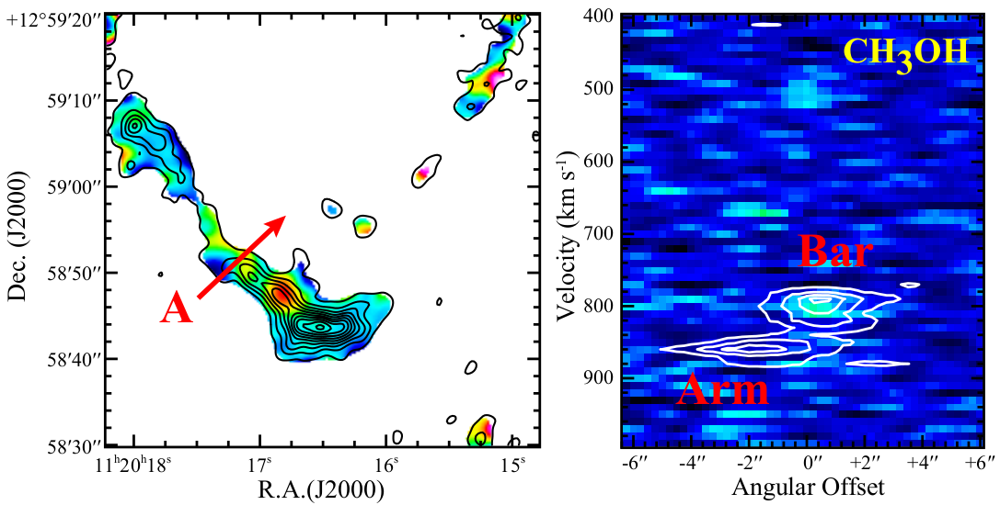 +12°59′20″
59′10″
59′00″
58′50″
58′40″
58′30″
Dec. (J2000)
11ʰ20ᵐ18ˢ 17ˢ 16ˢ 15ˢ
R.A.(J2000)
A
400
500
600
700
800
900
Velocity (km s⁻¹)
CH₃OH
Bar
Arm
-6″ -4″ -2″ 0″ +2″ +4″ +6″
Angular Offset